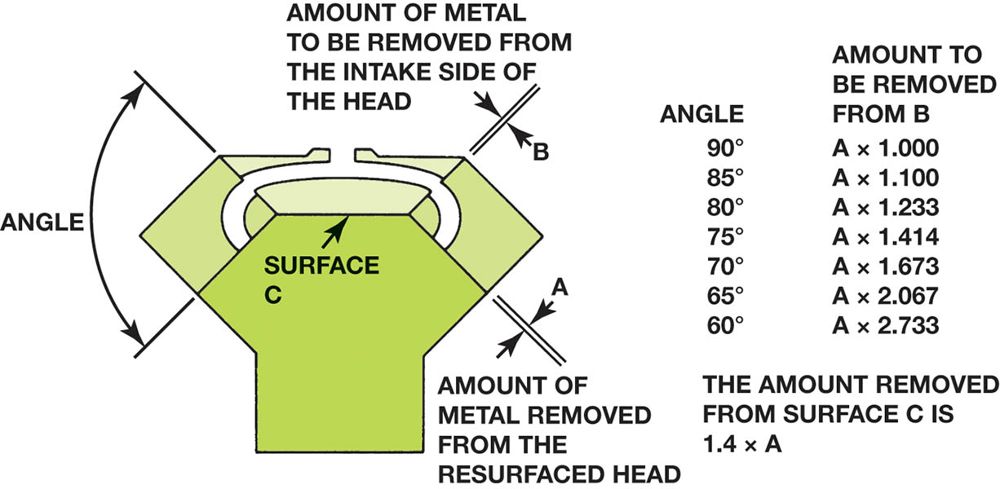 AMOUNT OF METAL
TO BE REMOVED FROM
THE INTAKE SIDE OF
THE HEAD
B
ANGLE
SURFACE
C
A
AMOUNT OF
METAL REMOVED
FROM THE
RESURFACED HEAD
AMOUNT TO
BE REMOVED
ANGLE FROM B
90° A × 1.000
85° A × 1.100
80° A × 1.233
75° A × 1.414
70° A × 1.673
65° A × 2.067
60° A × 2.733
THE AMOUNT REMOVED
FROM SURFACE C IS
1.4 × A